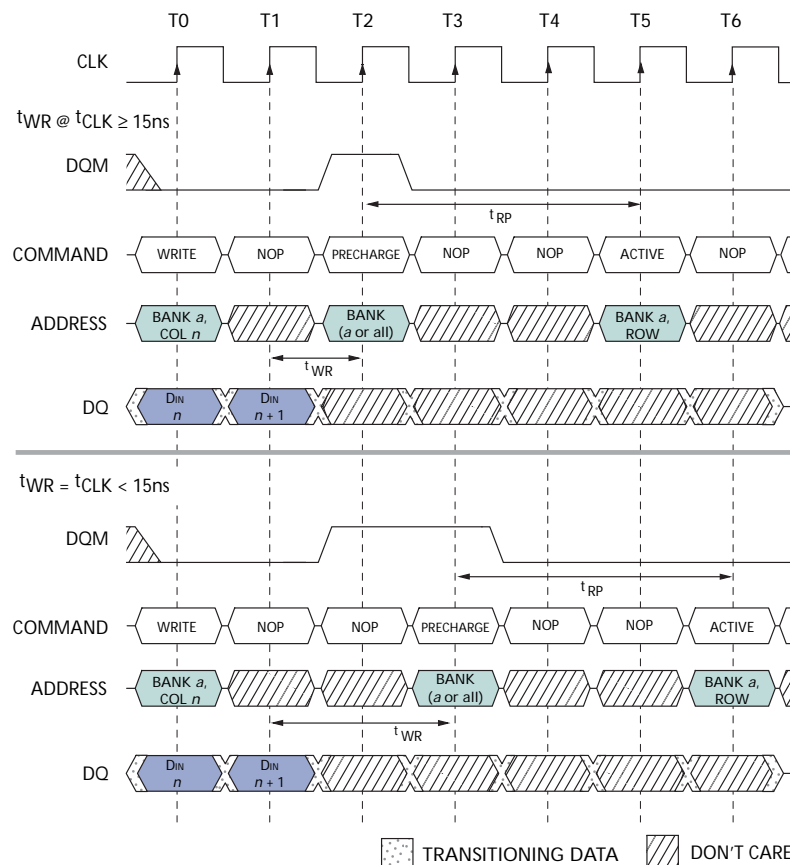 T0 T1 T2 T3 T4 T5 T6
CLK
tWR @ tCLK ≥ 15ns
DQM
tRP
COMMAND WRITE NOP PRECHARGE NOP NOP ACTIVE NOP
ADDRESS BANK a, COL n BANK (a or all) BANK a, ROW
tWR
DQ DIN n DIN n + 1
tWR = tCLK < 15ns
DQM
tRP
COMMAND WRITE NOP NOP PRECHARGE NOP NOP ACTIVE
ADDRESS BANK a, COL n BANK (a or all) BANK a, ROW
tWR
DQ DIN n DIN n + 1
TRANSITIONING DATA DON'T CARE